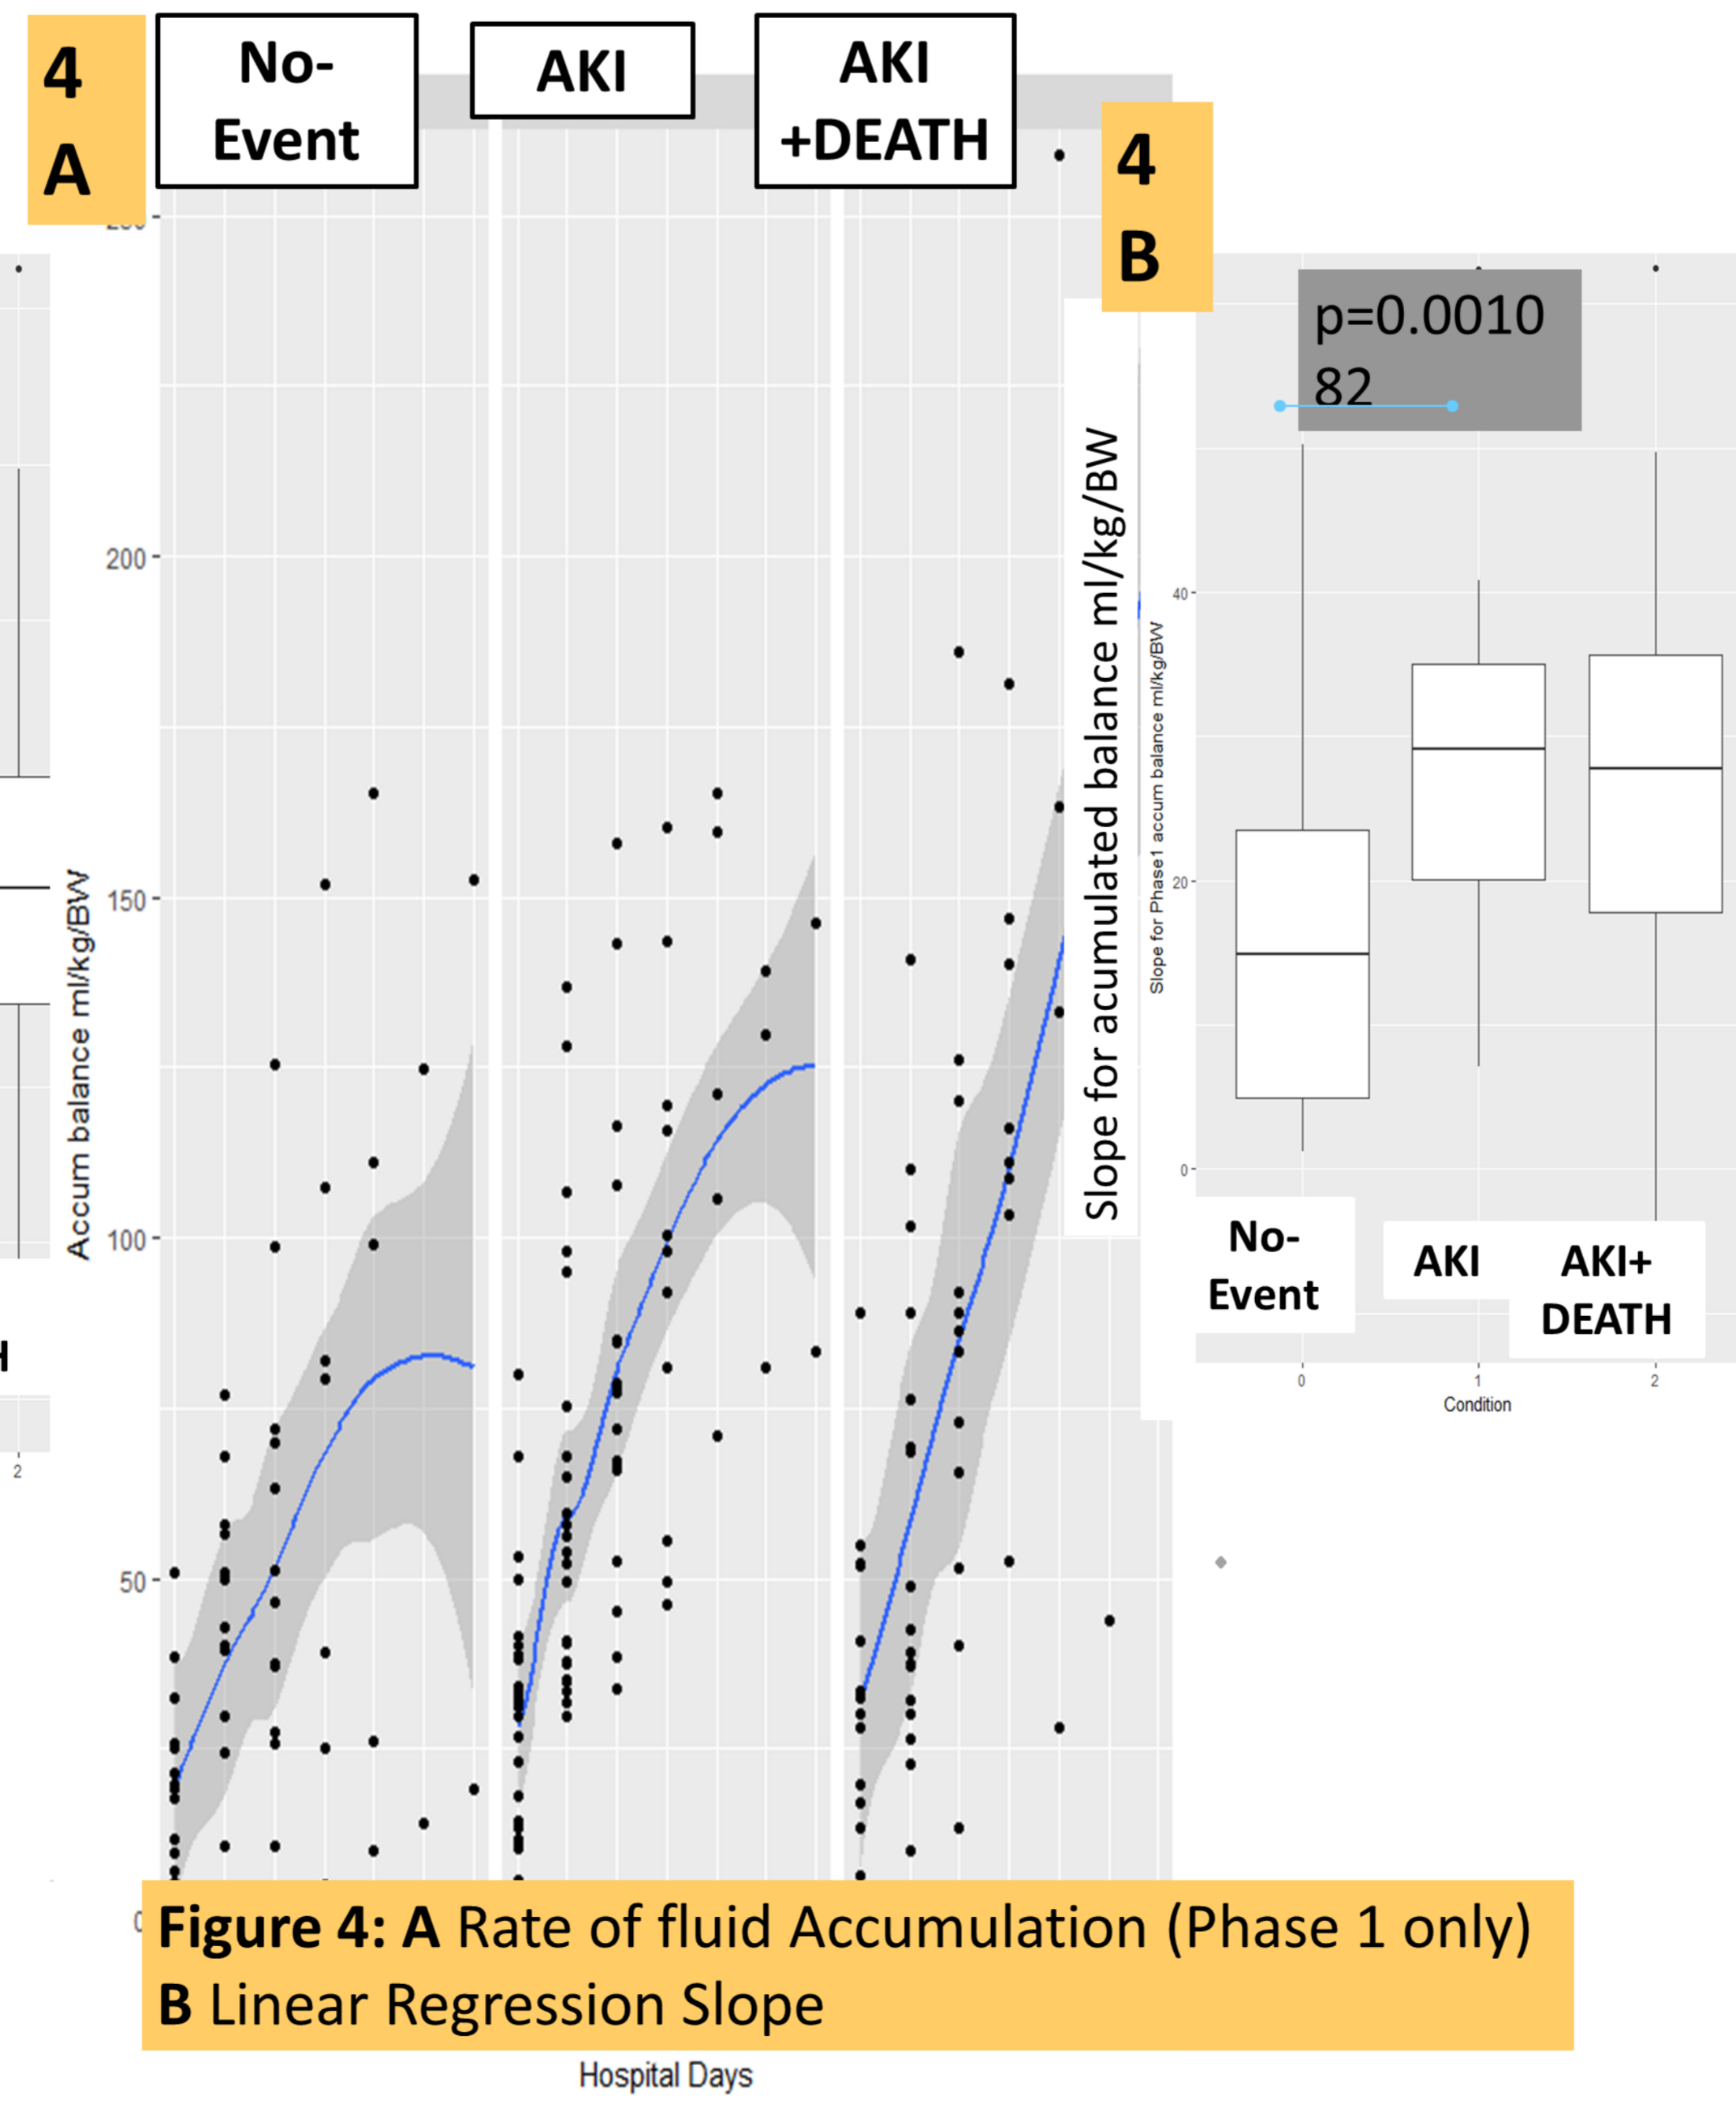 4
A
No-
Event
AKI
AKI
+DEATH
4
B
p=0.0010
82
200
150
100
50
Accum balance ml/kg/BW
Slope for acumulated balance ml/kg/BW
Slope for Phase1 accum balance ml/kg/BW
40
20
0
No-
Event
AKI
AKI+
DEATH
0
1
2
Condition
2
Figure 4: A Rate of fluid Accumulation (Phase 1 only)
B Linear Regression Slope
Hospital Days